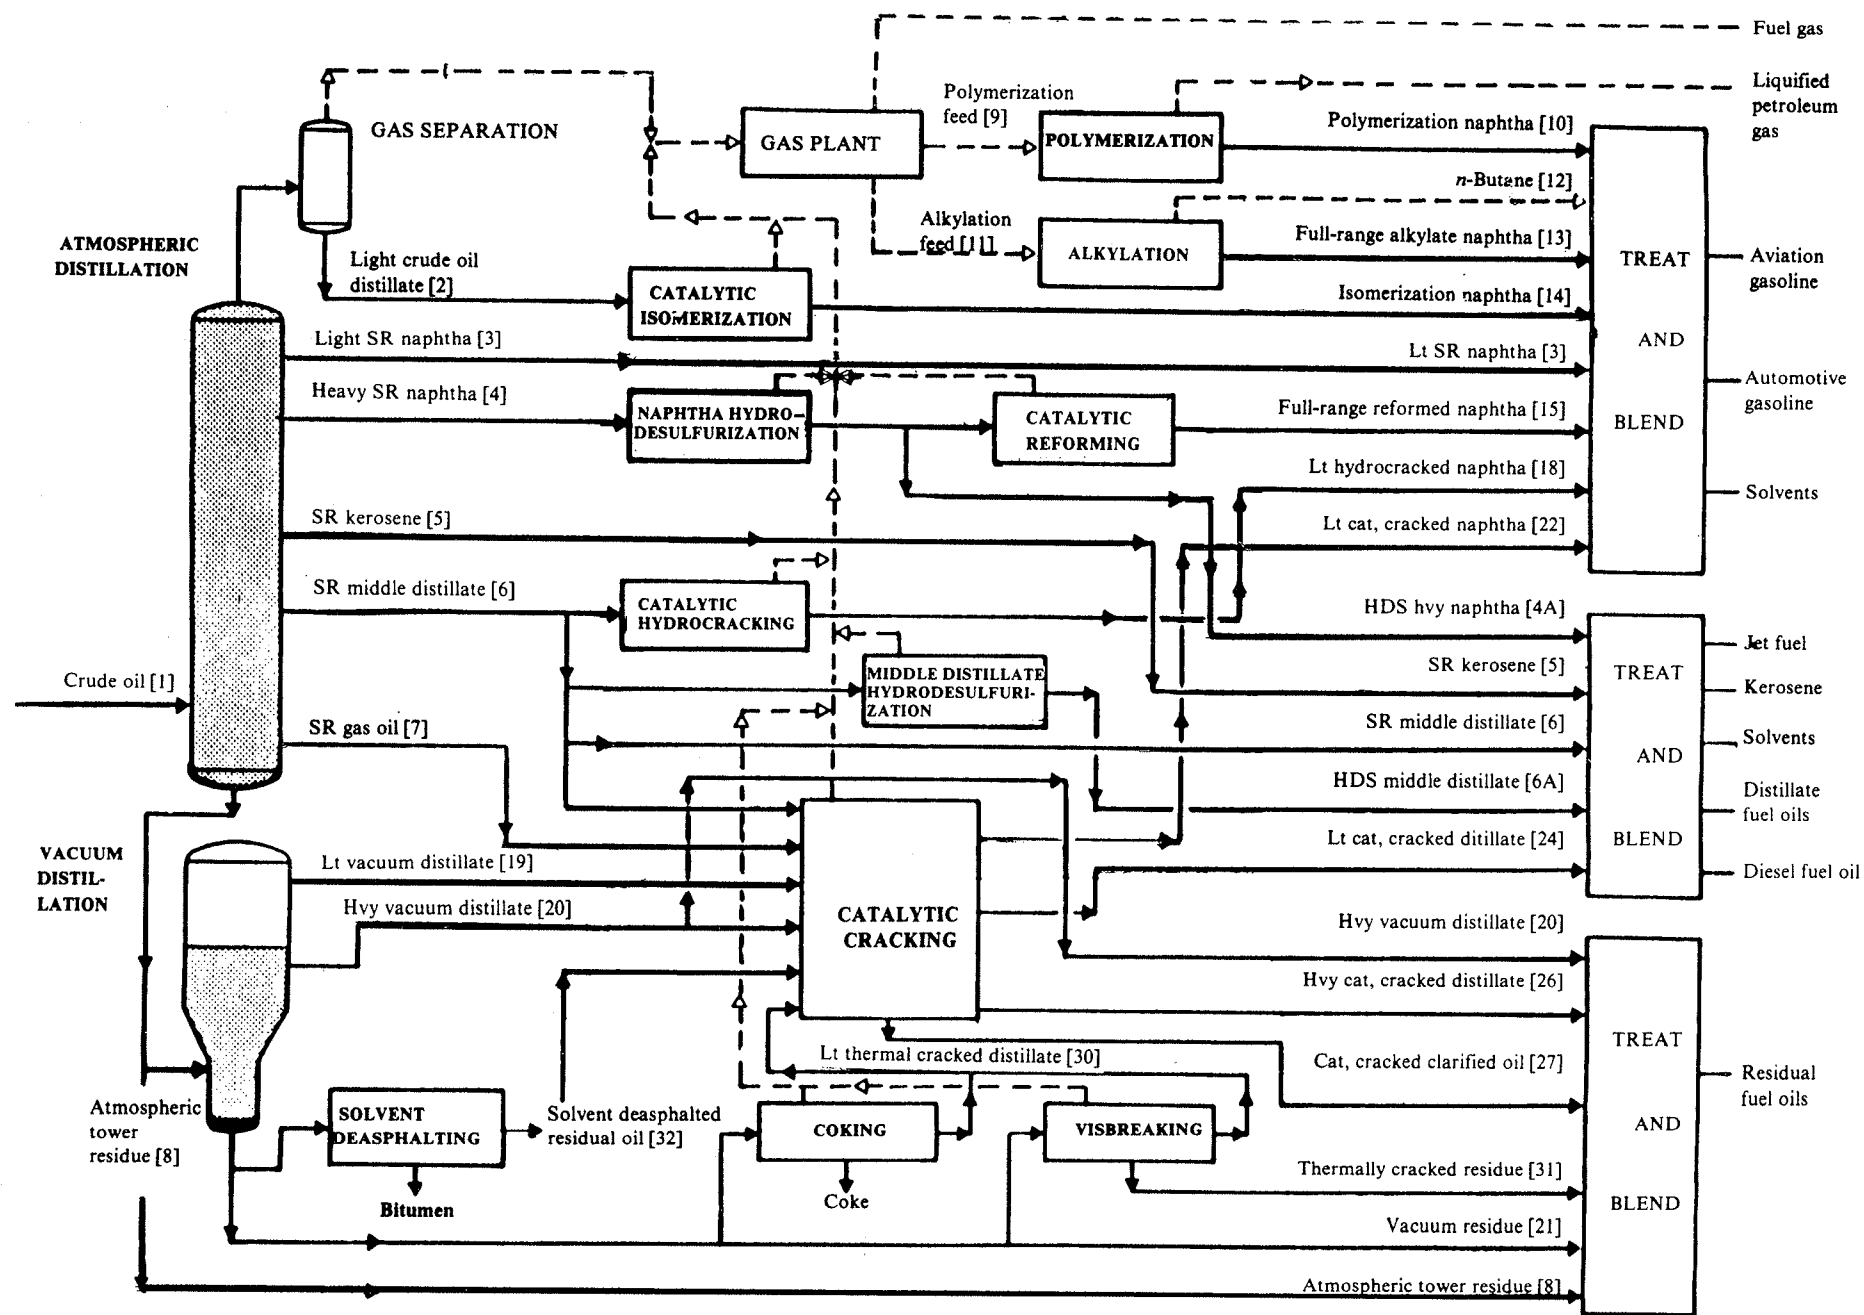 Fuel gas
Liquified
petroleum
gas
Polymerization
feed [9]
GAS SEPARATION
GAS PLANT
POLYMERIZATION
Polymerization naphtha [10]
n-Butane [12]
ATMOSPHERIC
DISTILLATION
Light crude oil
distillate [2]
Alkylation
feed [11]
ALKYLATION
Full-range alkylate naphtha [13]
TREAT
AND
BLEND
Aviation
gasoline
CATALYTIC
ISOMERIZATION
Isomerization naphtha [14]
Light SR naphtha [3]
Lt SR naphtha [3]
Automotive
gasoline
Heavy SR naphtha [4]
NAPHTHA HYDRO–
DESULFURIZATION
CATALYTIC
REFORMING
Full-range reformed naphtha [15]
Lt hydrocracked naphtha [18]
Solvents
SR kerosene [5]
Lt cat, cracked naphtha [22]
SR middle distillate [6]
CATALYTIC
HYDROCRACKING
HDS hvy naphtha [4A]
Jet fuel
Crude oil [1]
MIDDLE DISTILLATE
HYDRODESULFURI-
ZATION
SR kerosene [5]
TREAT
AND
BLEND
Kerosene
SR gas oil [7]
SR middle distillate [6]
Solvents
HDS middle distillate [6A]
Distillate
fuel oils
VACUUM
DISTIL-
LATION
Lt vacuum distillate [19]
Lt cat, cracked ditillate [24]
Diesel fuel oil
Hvy vacuum distillate [20]
CATALYTIC
CRACKING
Hvy vacuum distillate [20]
Hvy cat, cracked distillate [26]
TREAT
AND
BLEND
Lt thermal cracked distillate [30]
Cat, cracked clarified oil [27]
Residual
fuel oils
Atmospheric
tower
residue [8]
SOLVENT
DEASPHALTING
Solvent deasphalted
residual oil [32]
COKING
VISBREAKING
Thermally cracked residue [31]
Bitumen
Coke
Vacuum residue [21]
Atmospheric tower residue [8]